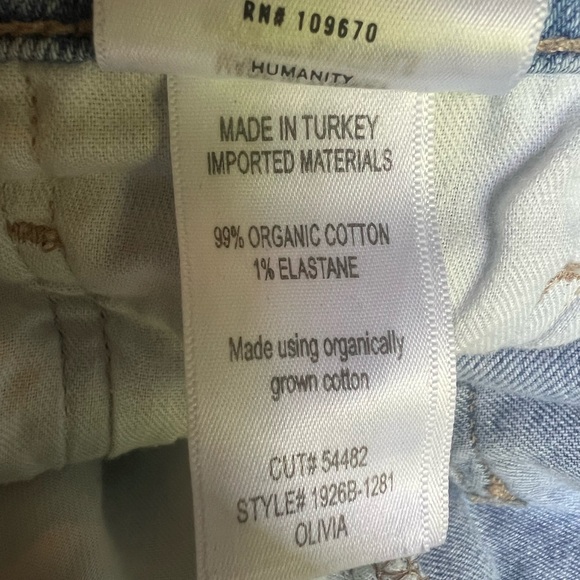 RN# 109670
HUMANITY
MADE IN TURKEY
IMPORTED MATERIALS
99% ORGANIC COTTON
1% ELASTANE
Made using organically
grown cotton
CUT# 54482
STYLE# 1926B-1281
OLIVIA